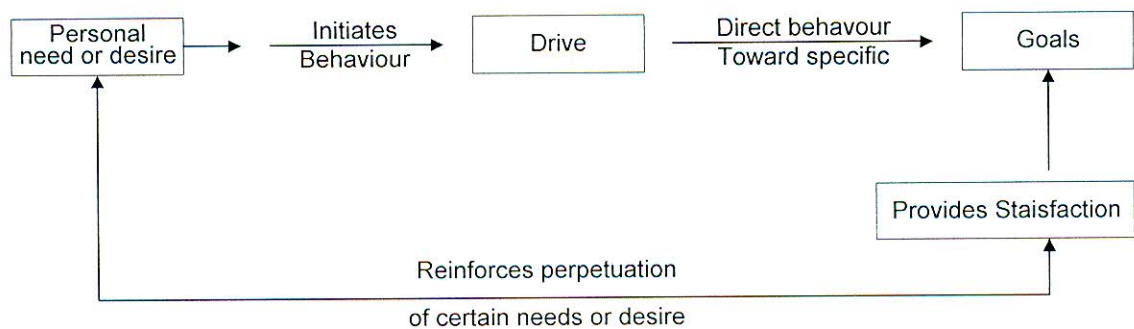 Personal
need or desire
Initiates
Behaviour
Drive
Direct behavour
Toward specific
Goals
Provides Staisfaction
Reinforces perpetuation
of certain needs or desire